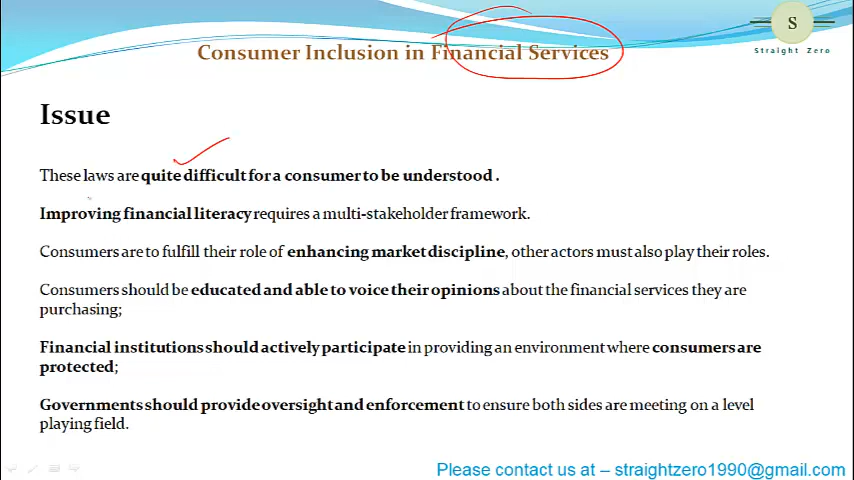 Consumer Inclusion in Financial Services
S
Straight Zero
Issue
These laws are quite difficult for a consumer to be understood .
Improving financial literacy requires a multi-stakeholder framework.
Consumers are to fulfill their role of enhancing market discipline, other actors must also play their roles.
Consumers should be educated and able to voice their opinions about the financial services they are
purchasing;
Financial institutions should actively participate in providing an environment where consumers are
protected;
Governments should provide oversight and enforcement to ensure both sides are meeting on a level
playing field.
Please contact us at – straightzero1990@gmail.com